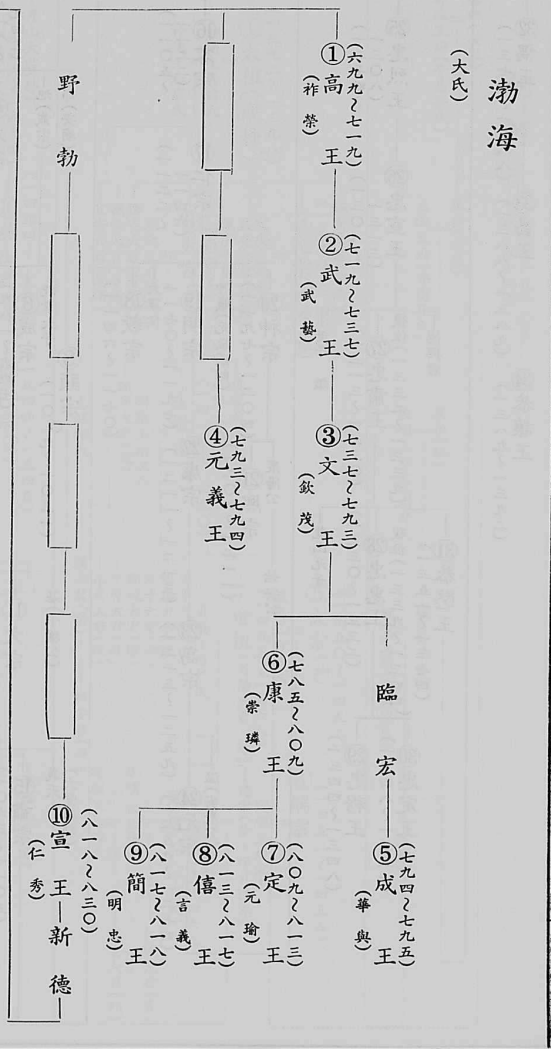 渤海
(大氏)
①高王
(六九九~七一九)
(祚榮)
②武王
(七一九~七三七)
(武藝)
③文王
(七三七~七九三)
(欽茂)
臨宏
⑤成王
(七九四~七九五)
(華與)
⑥康王
(七八五~八〇九)
(崇璘)
⑦定王
(八〇九~八一三)
(元瑜)
⑧僖王
(八一三~八一七)
(言義)
⑨簡王
(八一七~八一八)
(明忠)
④元義王
(七九三~七九四)
野勃
⑩宣王
(八一八~八三〇)
(仁秀)
新德